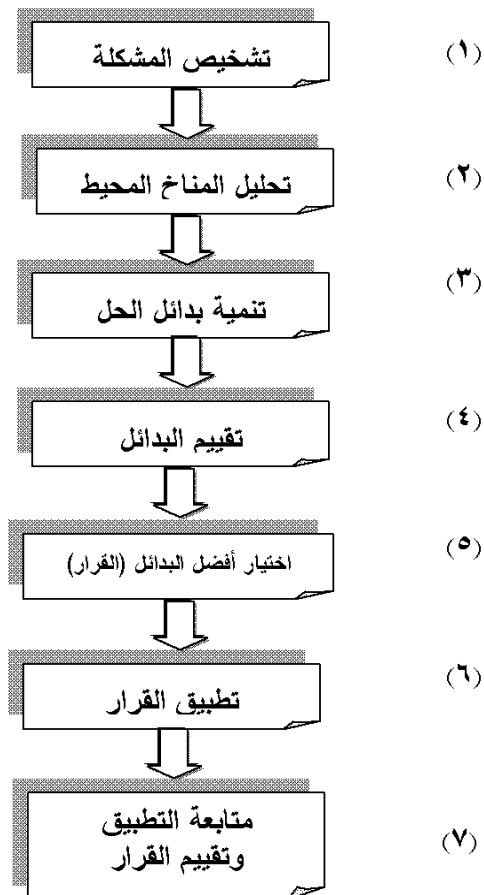 تشخيص المشكلة (١)
تحليل المناخ المحيط (٢)
تنمية بدائل الحل (٣)
تقييم البدائل (٤)
اختيار أفضل البدائل (القرار) (٥)
تطبيق القرار (٦)
متابعة التطبيق
وتقييم القرار (٧)